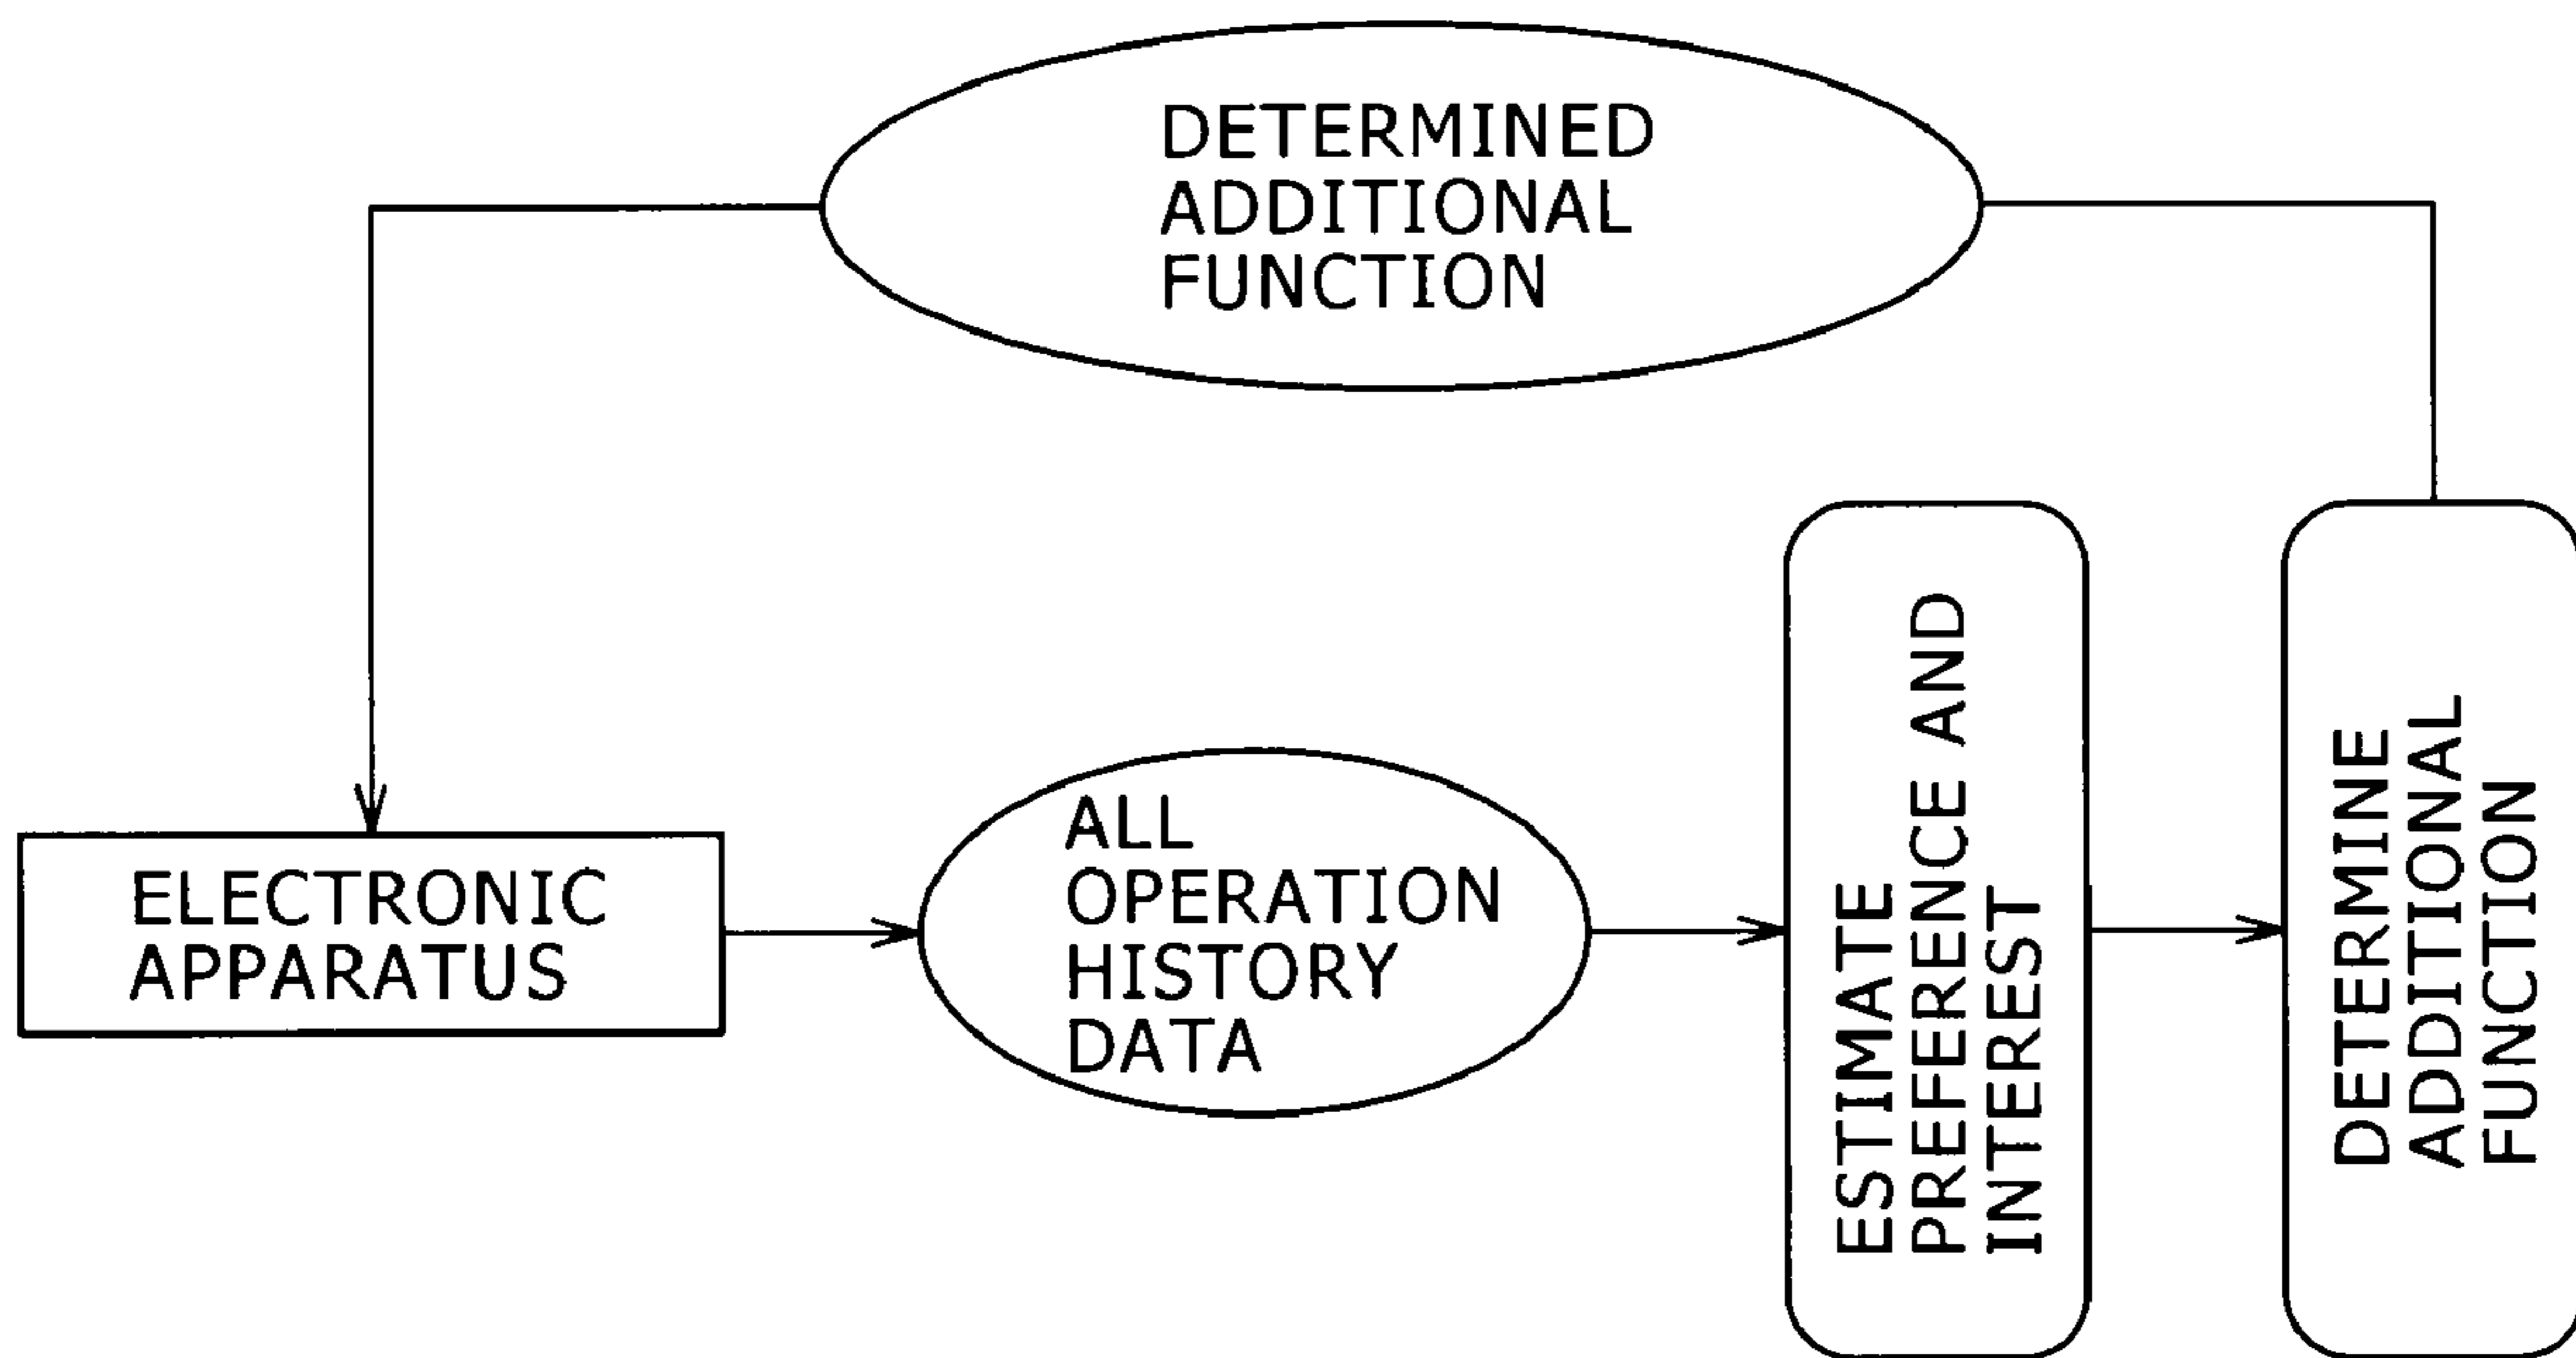 DETERMINED
ADDITIONAL
FUNCTION
ELECTRONIC
APPARATUS
ALL
OPERATION
HISTORY
DATA
ESTIMATE
PREFERENCE AND
INTEREST
DETERMINE
ADDITIONAL
FUNCTION